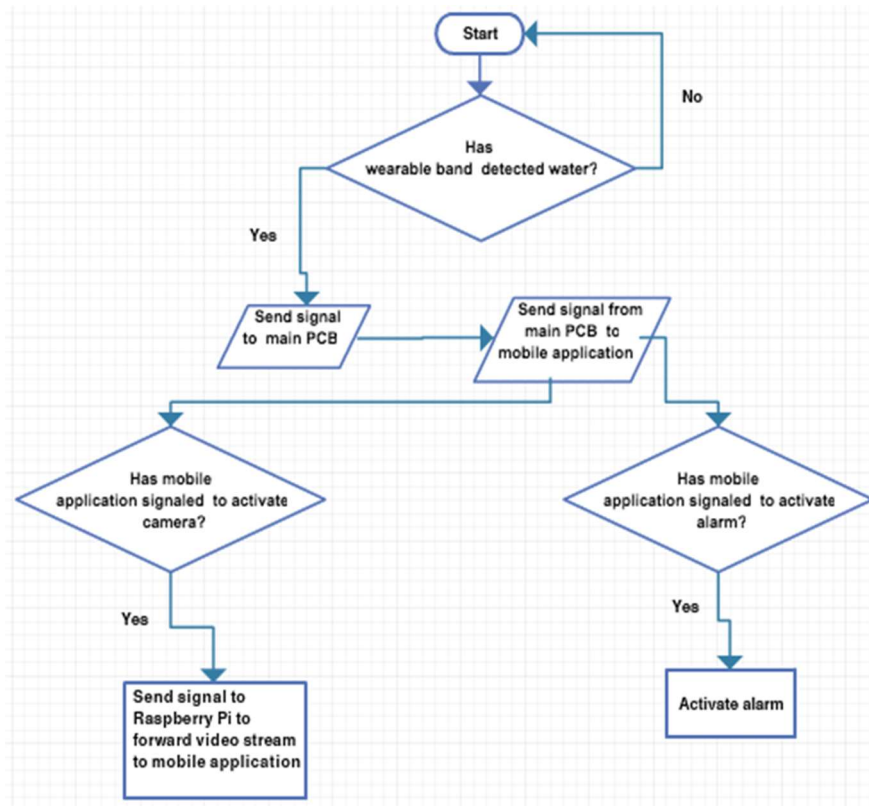 Start
No
Has
wearable band detected water?
Yes
Send signal
to main PCB
Send signal from
main PCB to
mobile application
Has mobile
application signaled to activate
camera?
Has mobile
application signaled to activate
alarm?
Yes
Yes
Send signal to
Raspberry Pi to
forward video stream
to mobile application
Activate alarm